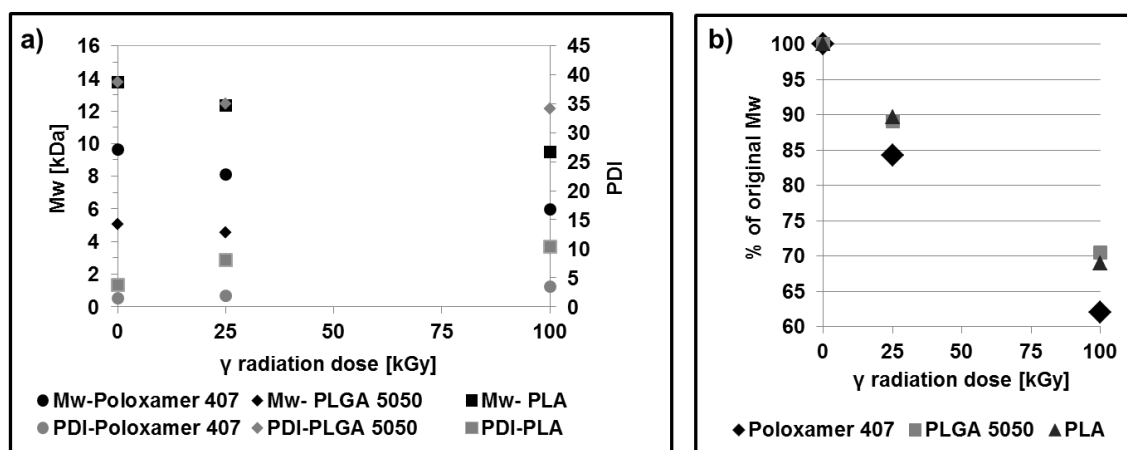 a)
16
14
12
10
8
6
4
2
0
Mw [kDa]
45
40
35
30
25
20
15
10
5
0
PDI
0 25 50 75 100
γ radiation dose [kGy]
Mw-Poloxamer 407 Mw- PLGA 5050 Mw- PLA
PDI-Poloxamer 407 PDI-PLGA 5050 PDI-PLA
b)
100
95
90
85
80
75
70
65
60
% of original Mw
0 25 50 75 100
γ radiation dose [kGy]
Poloxamer 407 PLGA 5050 PLA